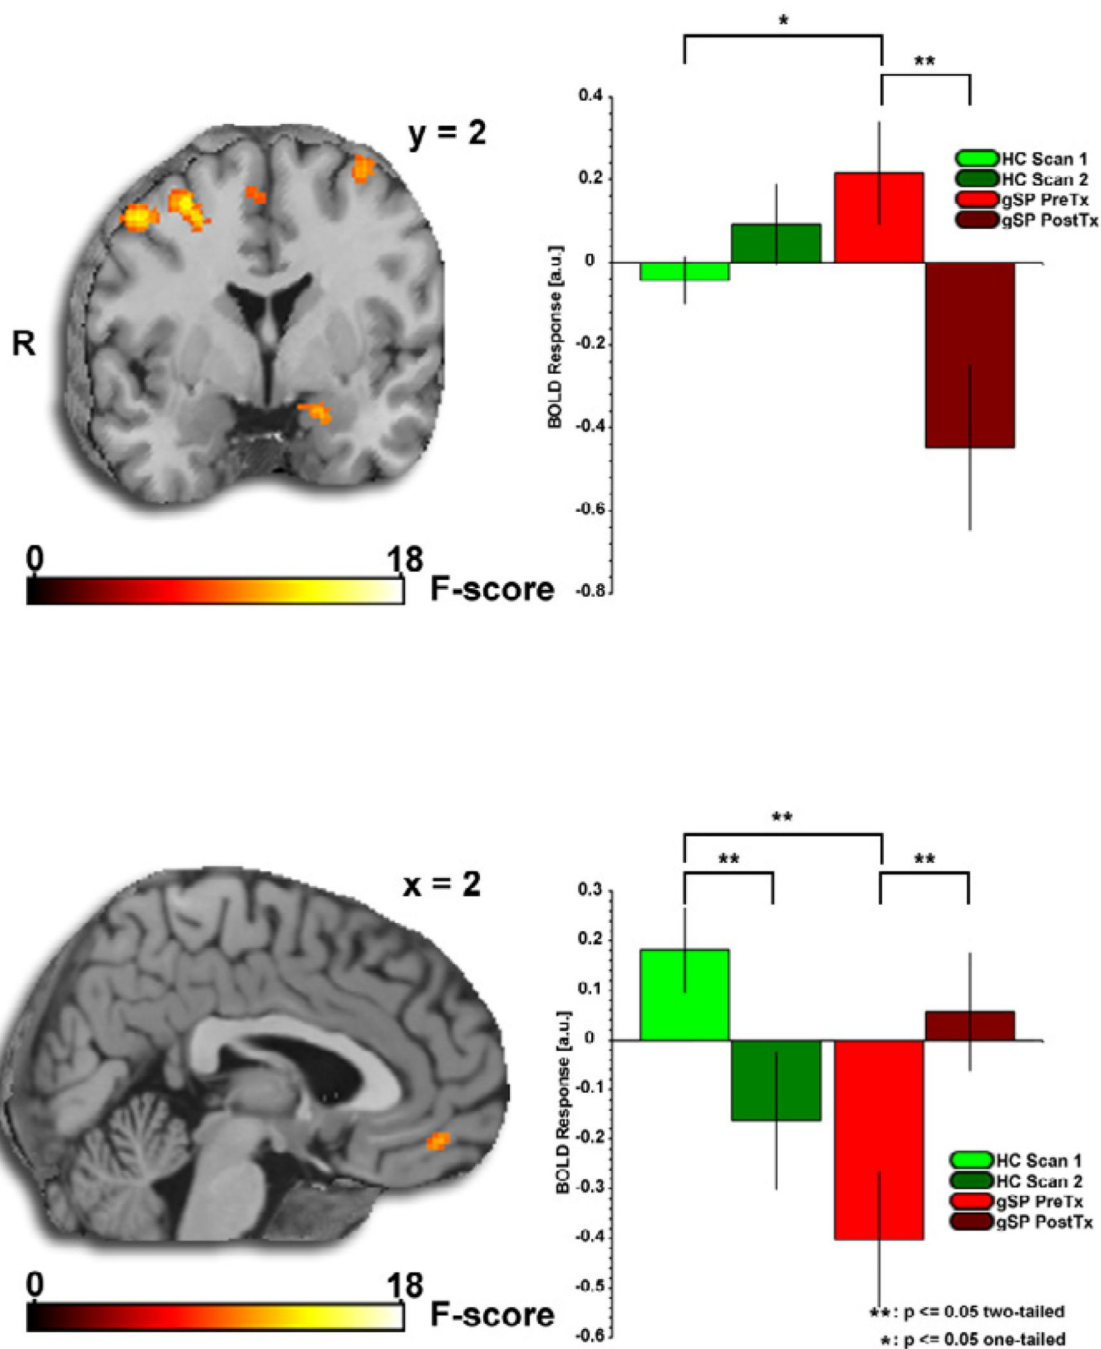 *
**
0.4
0.2
0
-0.2
-0.4
-0.6
-0.8
BOLD Response [a.u.]
HC Scan 1
HC Scan 2
gSP PreTx
gSP PostTx
y = 2
R
0 18
F-score
**
** **
0.3
0.2
0.1
0
-0.1
-0.2
-0.3
-0.4
-0.5
-0.6
BOLD Response [a.u.]
HC Scan 1
HC Scan 2
gSP PreTx
gSP PostTx
x = 2
0 18
F-score
**: p <= 0.05 two-tailed
*: p <= 0.05 one-tailed